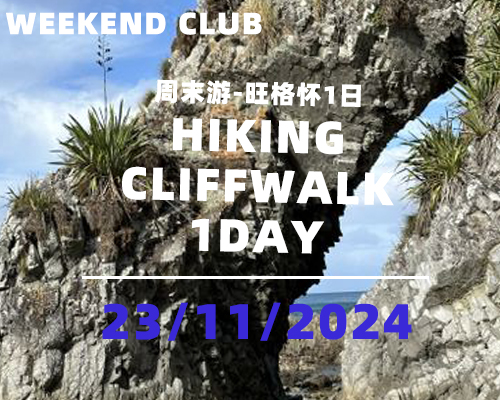 WEEKEND CLUB
周末游-旺格怀1日
HIKING
CLIFFWALK
1DAY
23/11/2024